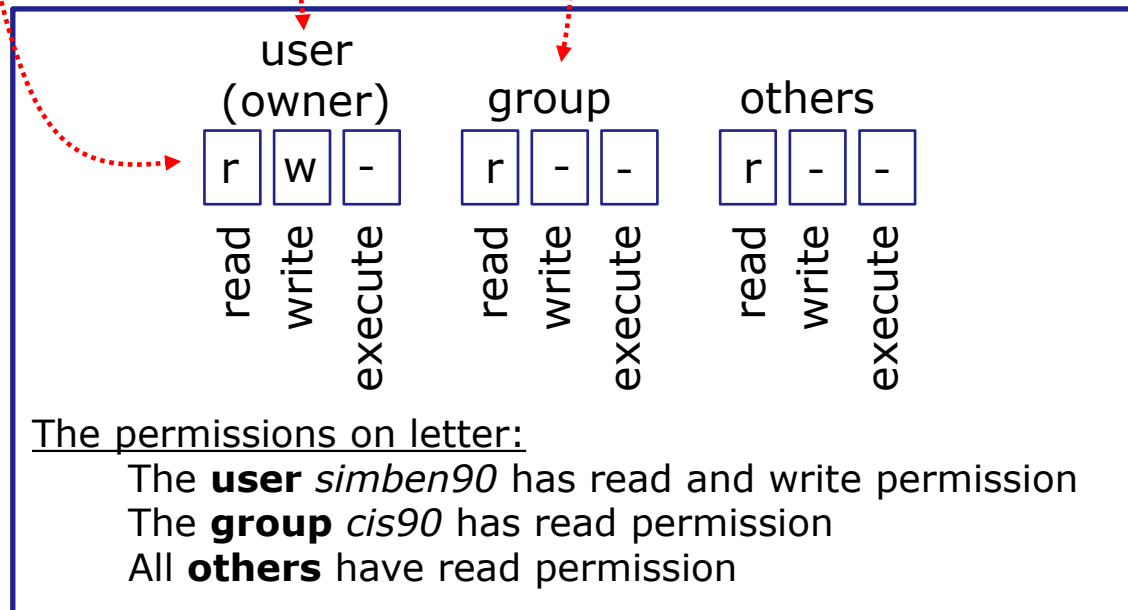 user
(owner) group others
r w - r - - r - -
read write execute read write execute read write execute
The permissions on letter:
The user simben90 has read and write permission
The group cis90 has read permission
All others have read permission